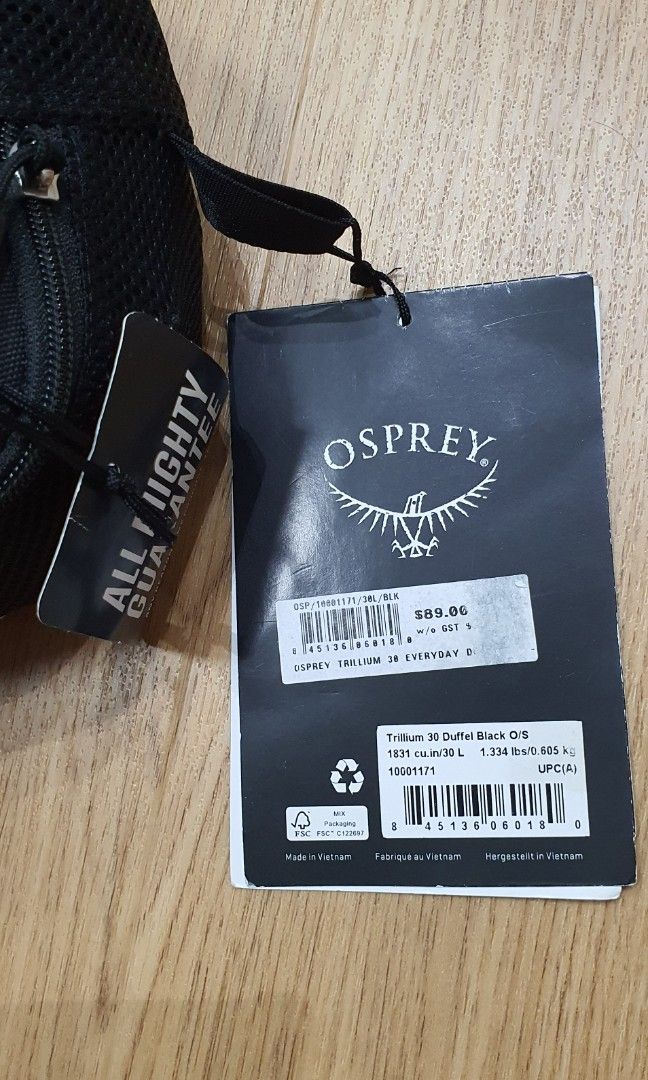 ALL MIGHTY
GUARANTEE
OSPREY®
OSP/10001171/30L/BLK
$89.00
w/o GST $
8 45136 06018 0
OSPREY TRILLIUM 30 EVERYDAY
Trillium 30 Duffel Black O/S
1831 cu.in/30 L 1.334 lbs/0.605 kg
10001171 UPC(A)
8 45136 06018 0
FSC
MIX
Packaging
FSC™ C122697
Made in Vietnam Fabriqué au Vietnam Hergestellt in Vietnam